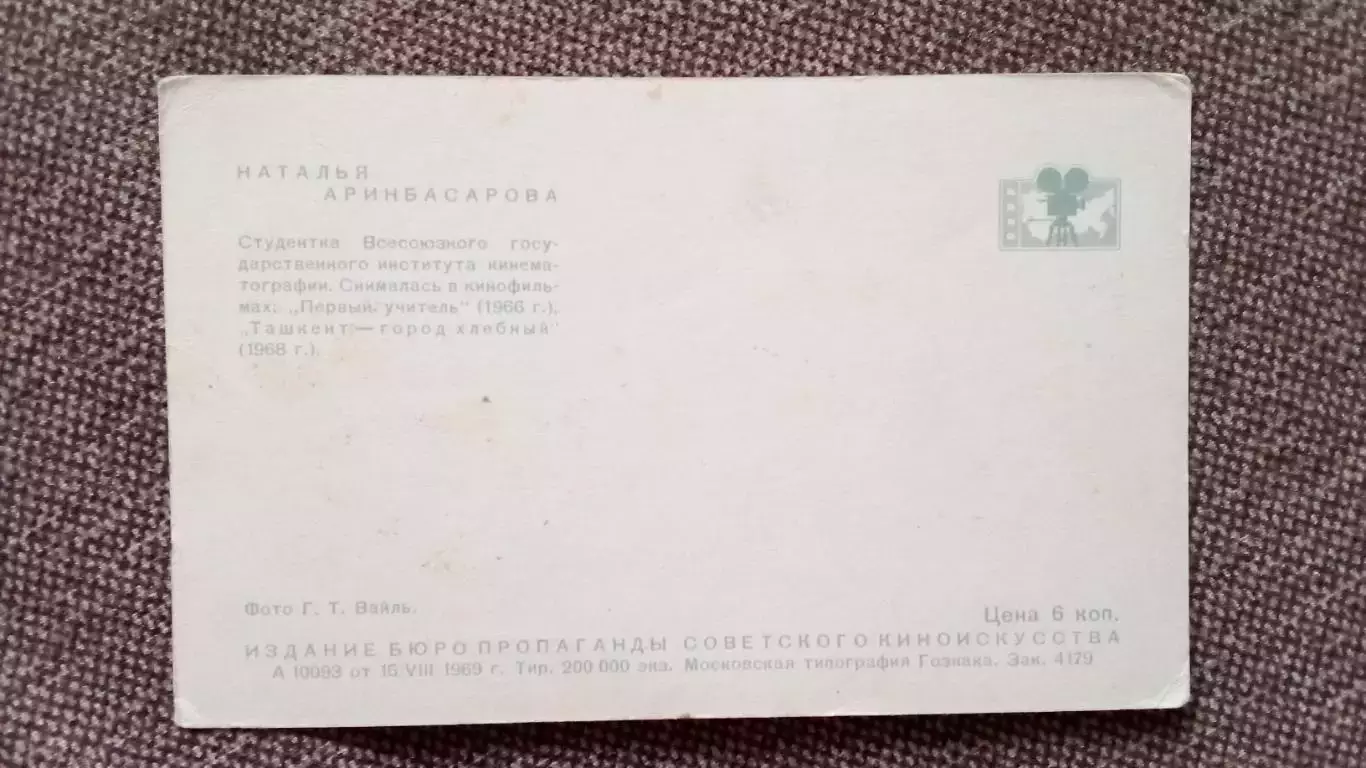 НАТАЛЬЯ
АРИНБАСАРОВА
Студентка Всесоюзного госу-
дарственного института кинема-
тографии. Снималась в кинофиль-
мах: „Первый учитель“ (1966 г.),
„Ташкент — город хлебный“
(1968 г.).
Фото Г. Т. Вайль.
Цена 6 коп.
ИЗДАНИЕ БЮРО ПРОПАГАНДЫ СОВЕТСКОГО КИНОИСКУССТВА
А 10093 от 15 VIII 1969 г. Тир. 200 000 экз. Московская типография Гознака. Зак. 4179